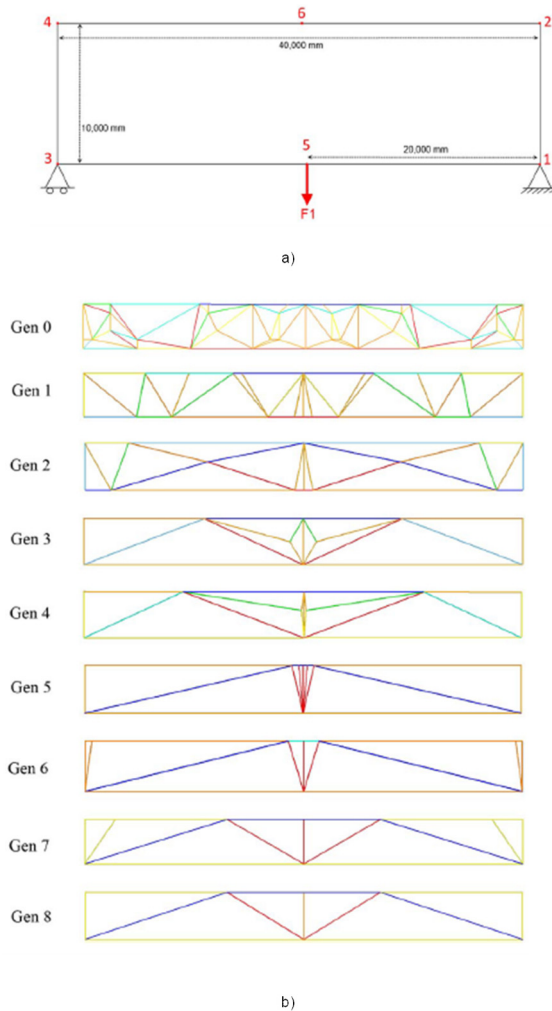 4
6
2
40,000 mm
10,000 mm
20,000 mm
3
5
1
F1
a)
Gen 0
Gen 1
Gen 2
Gen 3
Gen 4
Gen 5
Gen 6
Gen 7
Gen 8
b)